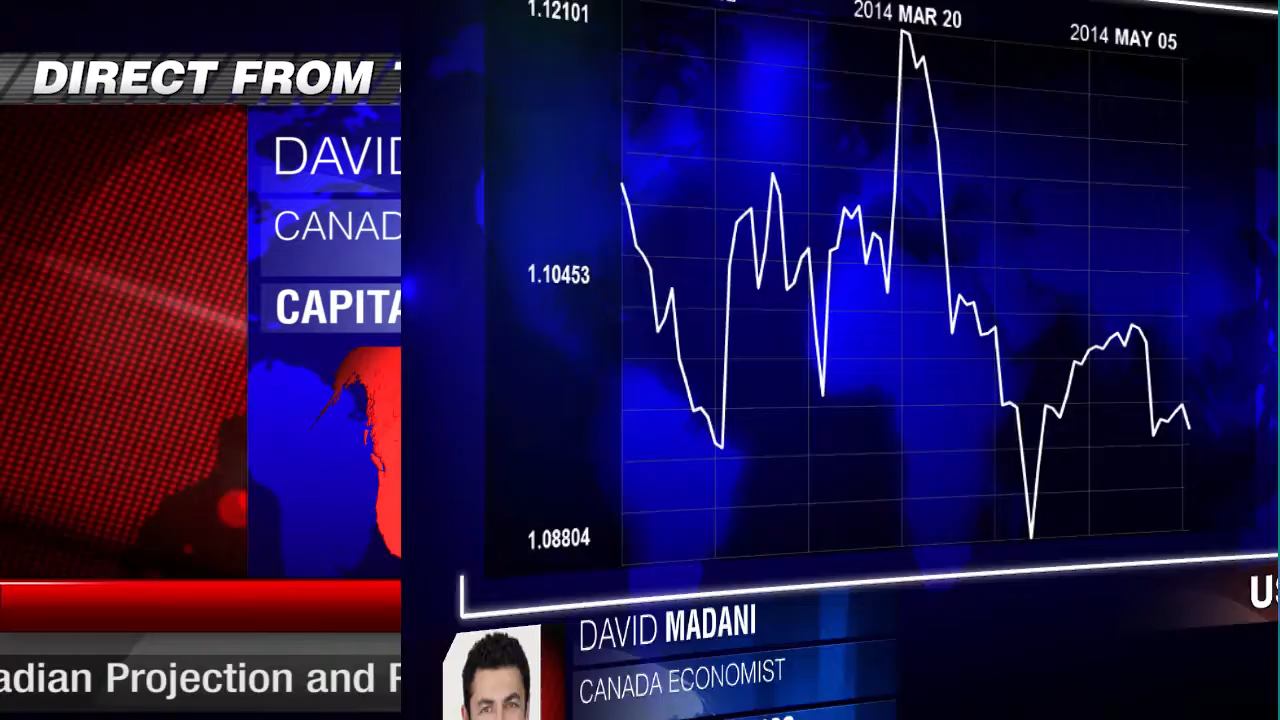 1.12101
2014 MAR 20
2014 MAY 05
DIRECT FROM
DAVID
CANAD
CAPITA
1.10453
1.08804
DAVID MADANI
CANADA ECONOMIST
adian Projection and